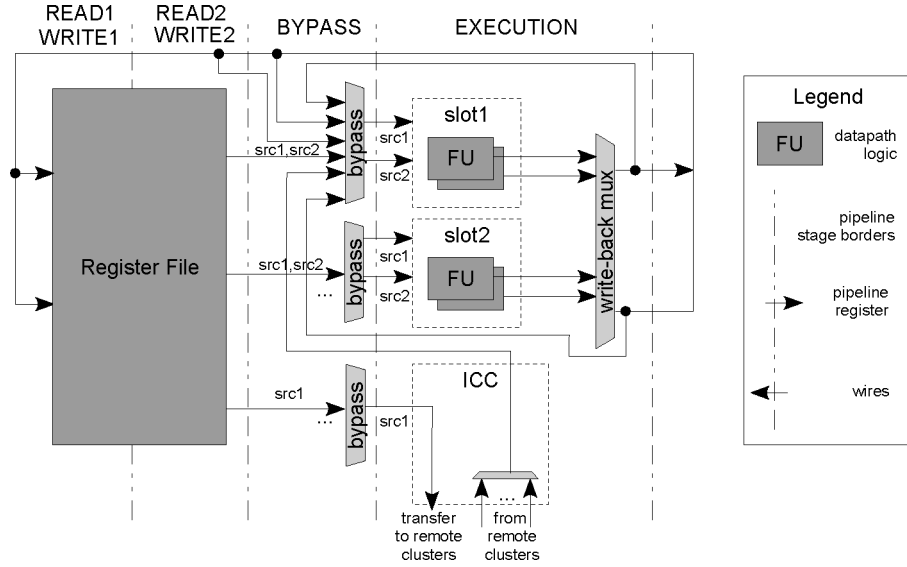 READ1
WRITE1
READ2
WRITE2
BYPASS
EXECUTION
Register File
src1,src2
bypass
src1
src2
slot1
FU
src1,src2
...
bypass
src1
src2
slot2
FU
write-back mux
src1
...
bypass
src1
ICC
...
transfer
to remote
clusters
from
remote
clusters
Legend
FU
datapath
logic
pipeline
stage borders
pipeline
register
wires